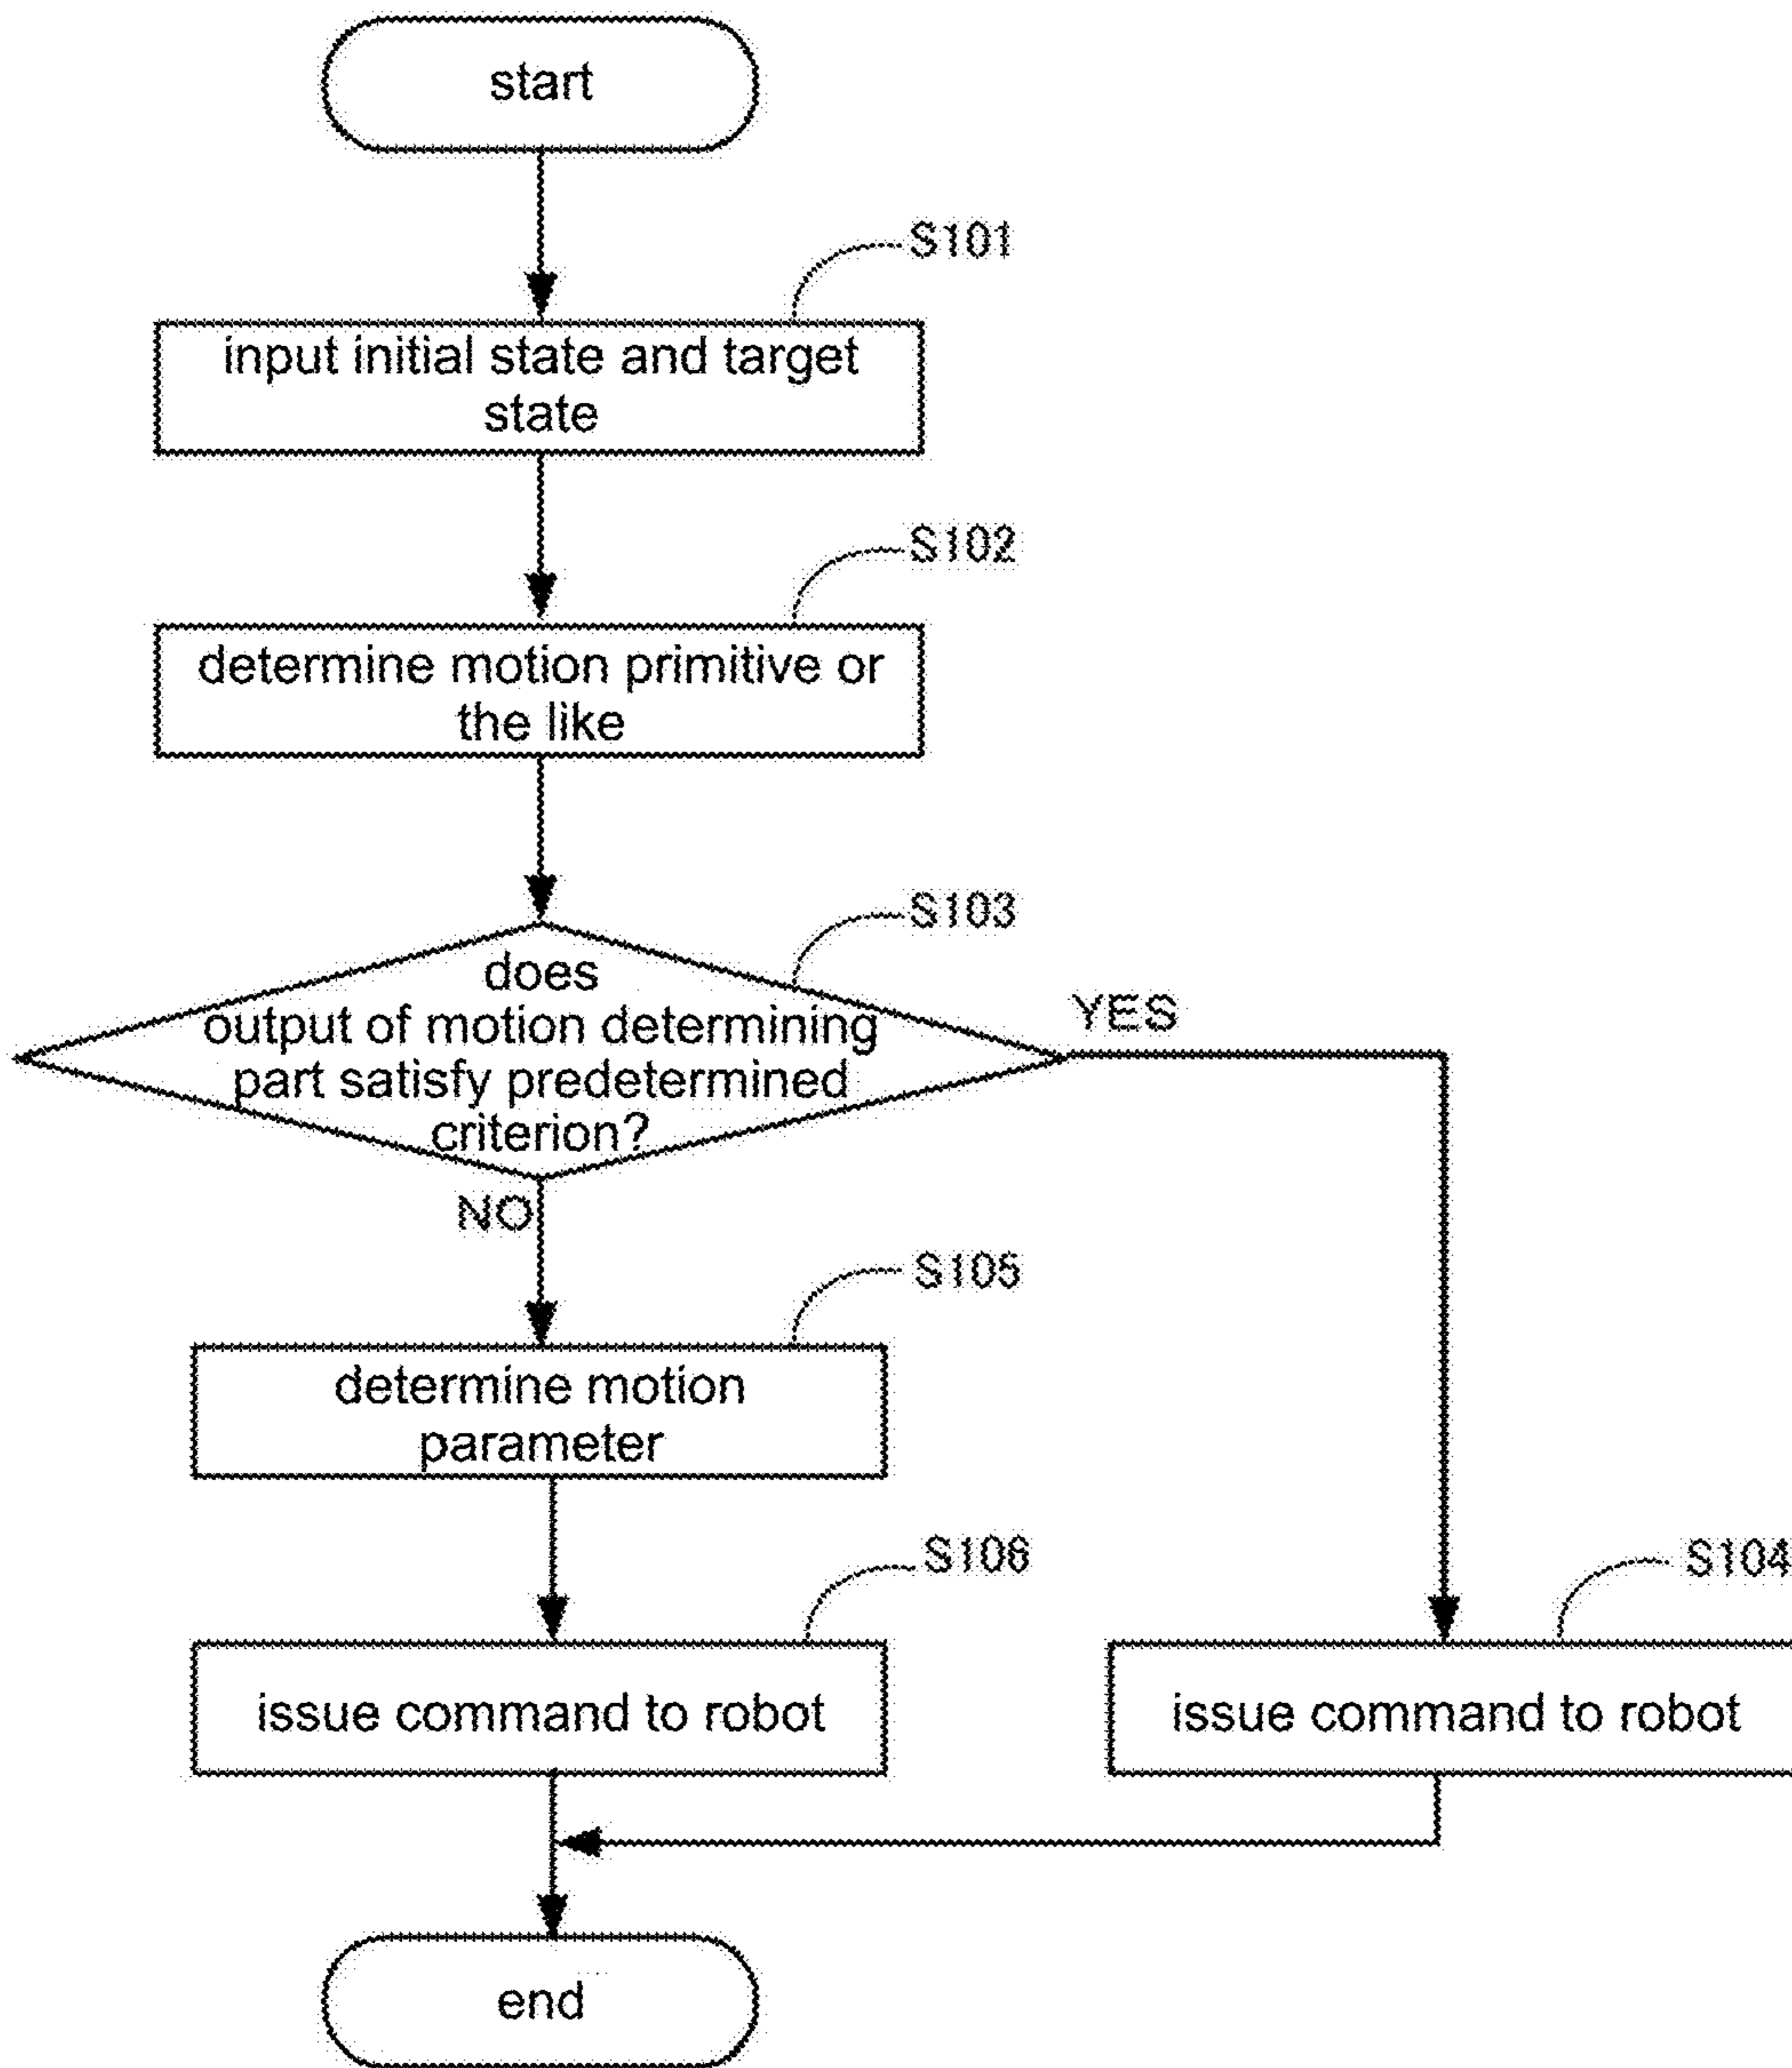 start
S101
input initial state and target
state
S102
determine motion primitive or
the like
S103
does
output of motion determining
part satisfy predetermined
criterion?
YES
NO
S105
determine motion
parameter
S106
issue command to robot
S104
issue command to robot
end